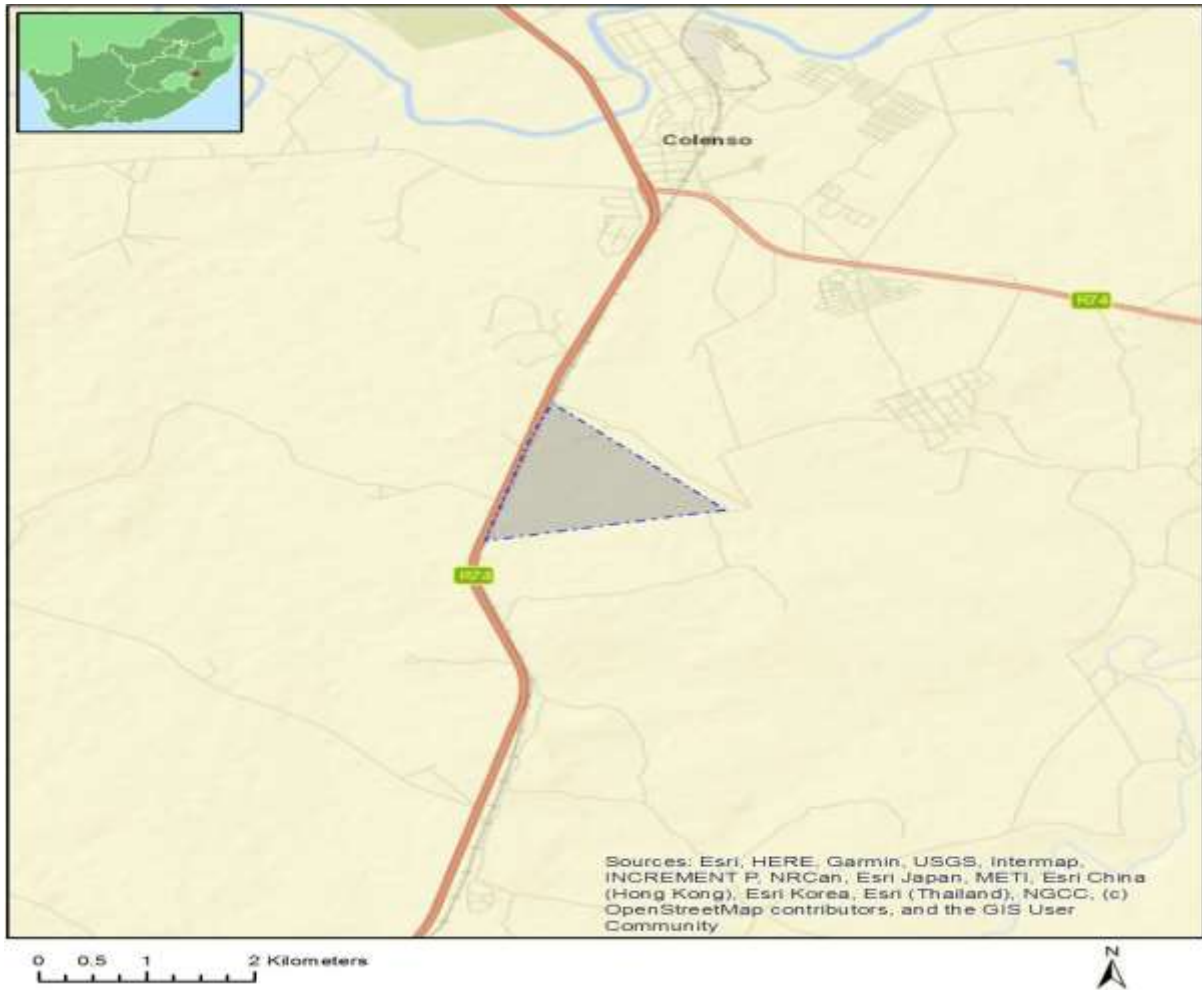 Colenso
R74
R74
Sources: Esri, HERE, Garmin, USGS, Intermap,
INCREMENT P, NRCan, Esri Japan, METI, Esri China
(Hong Kong), Esri Korea, Esri (Thailand), NGCC, (c)
OpenStreetMap contributors, and the GIS User
Community
0 0.5 1 2 Kilometers
N